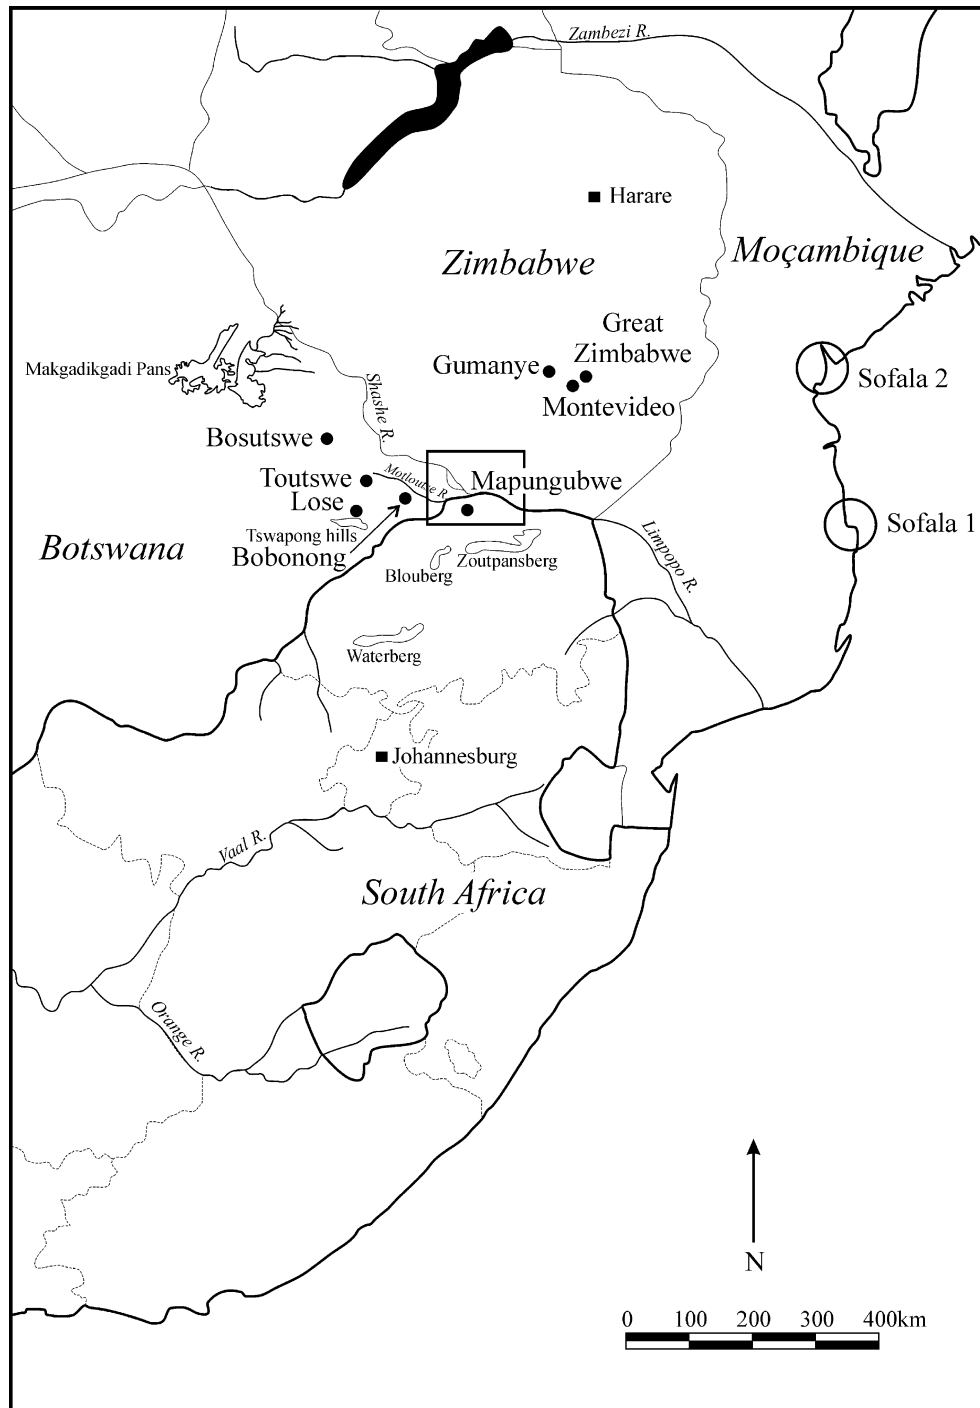 Zambezi R.
Harare
Zimbabwe
Moçambique
Great
Zimbabwe
Gumanye
Montevideo
Makgadikgadi Pans
Shashe R.
Sofala 2
Bosutswe
Toutswe
Motloutse R.
Mapungubwe
Lose
Tswapong hills
Bobonong
Sofala 1
Botswana
Limpopo R.
Blouberg
Zoutpansberg
Waterberg
Johannesburg
Vaal R.
South Africa
Orange R.
N
0 100 200 300 400km